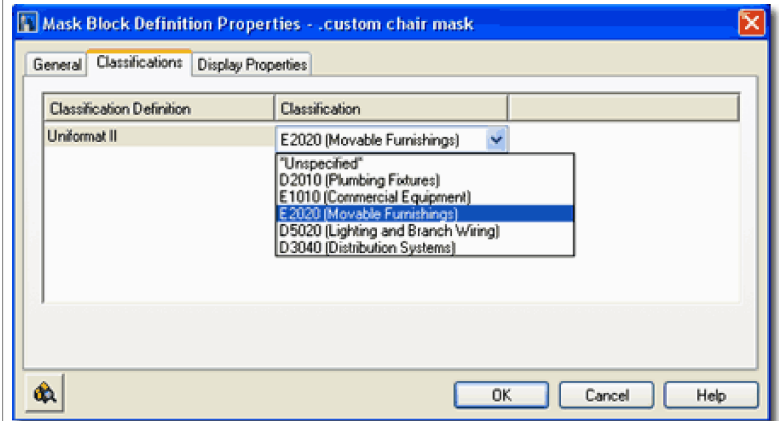 Mask Block Definition Properties - .custom chair mask
General Classifications Display Properties
Classification Definition Classification
Uniformat II E2020 (Movable Furnishings)
"Unspecified"
D2010 (Plumbing Fixtures)
E1010 (Commercial Equipment)
E2020 (Movable Furnishings)
D5020 (Lighting and Branch Wiring)
D3040 (Distribution Systems)
OK Cancel Help